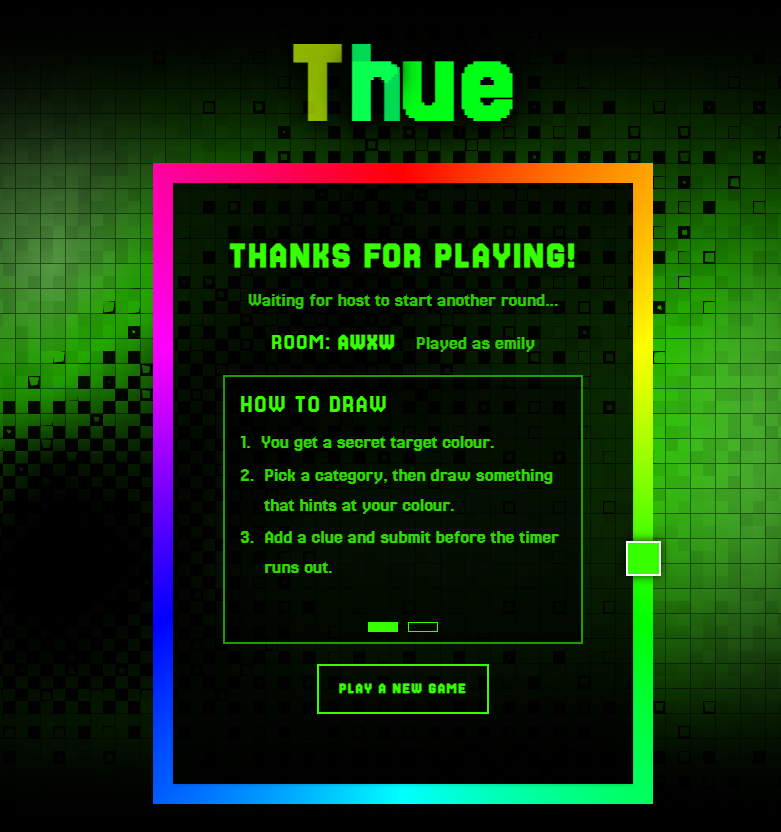 Thue
THANKS FOR PLAYING!
Waiting for host to start another round...
ROOM: AWXW Played as emily
HOW TO DRAW
1. You get a secret target colour.
2. Pick a category, then draw something
that hints at your colour.
3. Add a clue and submit before the timer
runs out.
PLAY A NEW GAME